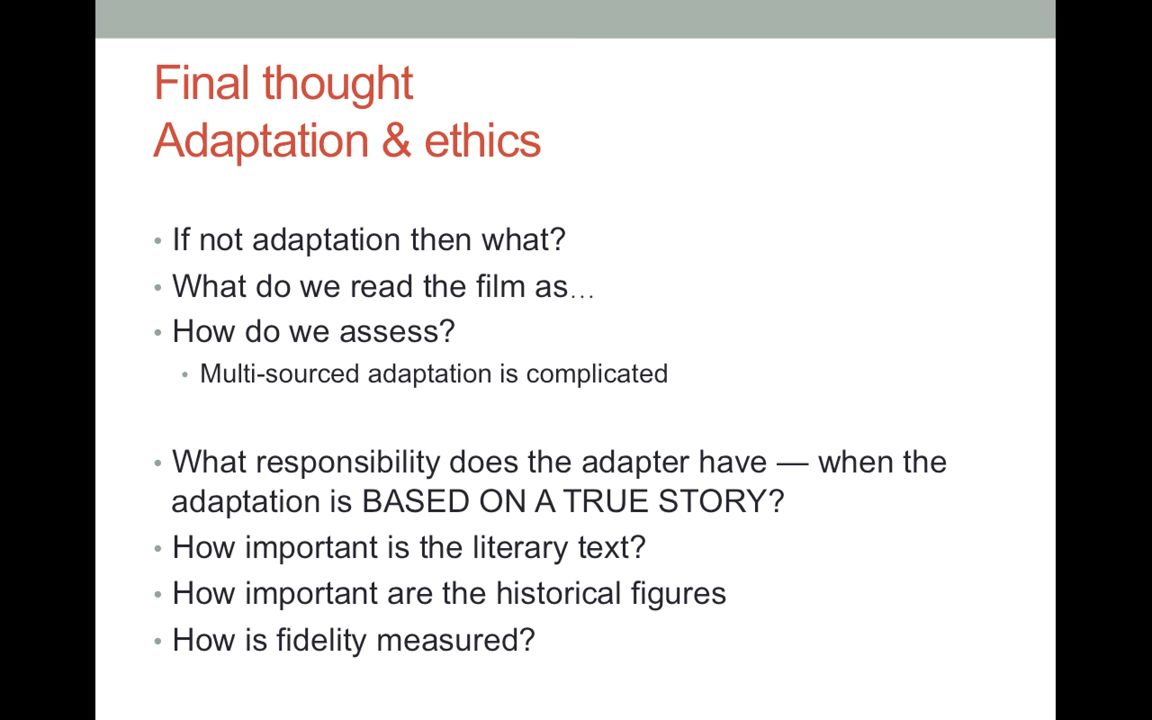 Final thought
Adaptation & ethics
• If not adaptation then what?
• What do we read the film as…
• How do we assess?
• Multi-sourced adaptation is complicated
• What responsibility does the adapter have — when the
adaptation is BASED ON A TRUE STORY?
• How important is the literary text?
• How important are the historical figures
• How is fidelity measured?